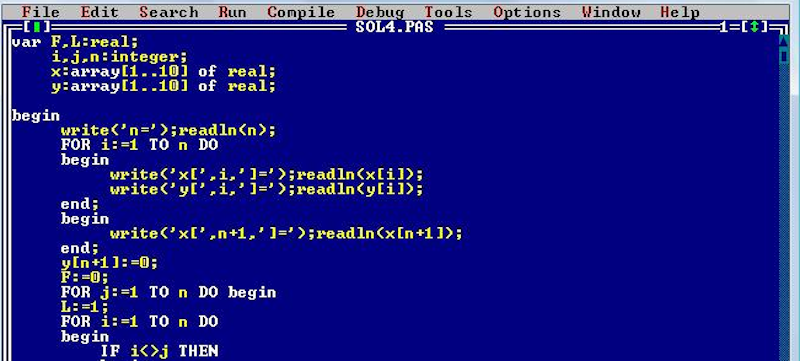 File Edit Search Run Compile Debug Tools Options Window Help
SOL4.PAS 1=[↕]
var F,L:real;
i,j,n:integer;
x:array[1..10] of real;
y:array[1..10] of real;
begin
write('n=');readln(n);
FOR i:=1 TO n DO
begin
write('x[',i,']=');readln(x[i]);
write('y[',i,']=');readln(y[i]);
end;
begin
write('x[',n+1,']=');readln(x[n+1]);
end;
y[n+1]:=0;
F:=0;
FOR j:=1 TO n DO begin
L:=1;
FOR i:=1 TO n DO
begin
IF i<>j THEN